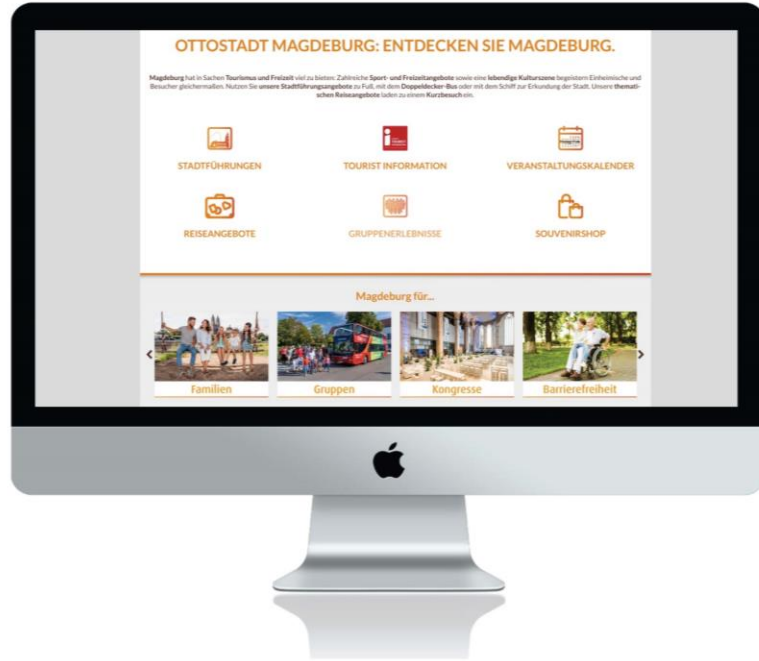 OTTOSTADT MAGDEBURG: ENTDECKEN SIE MAGDEBURG.
Magdeburg hat in Sachen Tourismus und Freizeit viel zu bieten: Zahlreiche Sport- und Freizeitangebote sowie eine lebendige Kulturszene begeistern Einheimische und
Besucher gleichermaßen. Nutzen Sie unsere Stadtführungsangebote zu Fuß, mit dem Doppeldecker-Bus oder mit dem Schiff zur Erkundung der Stadt. Unsere themati-
schen Reiseangebote laden zu einem Kurzbesuch ein.
STADTFÜHRUNGEN
TOURIST INFORMATION
VERANSTALTUNGSKALENDER
REISEANGEBOTE
GRUPPENERLEBNISSE
SOUVENIRSHOP
Magdeburg für...
Familien
Gruppen
Kongresse
Barrierefreiheit